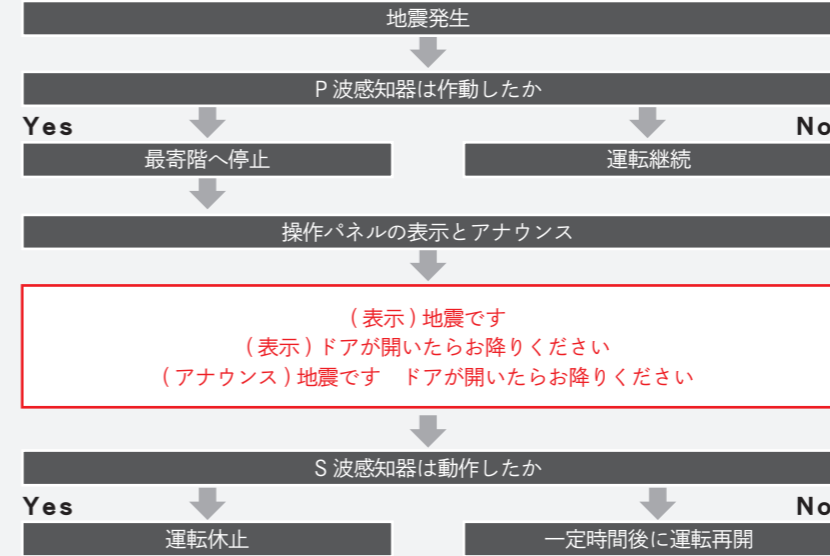 地震発生
P波感知器は作動したか
Yes
No
最寄階へ停止
運転継続
操作パネルの表示とアナウンス
(表示)地震です
(表示)ドアが開いたらお降りください
(アナウンス)地震です　ドアが開いたらお降りください
S波感知器は動作したか
Yes
No
運転休止
一定時間後に運転再開